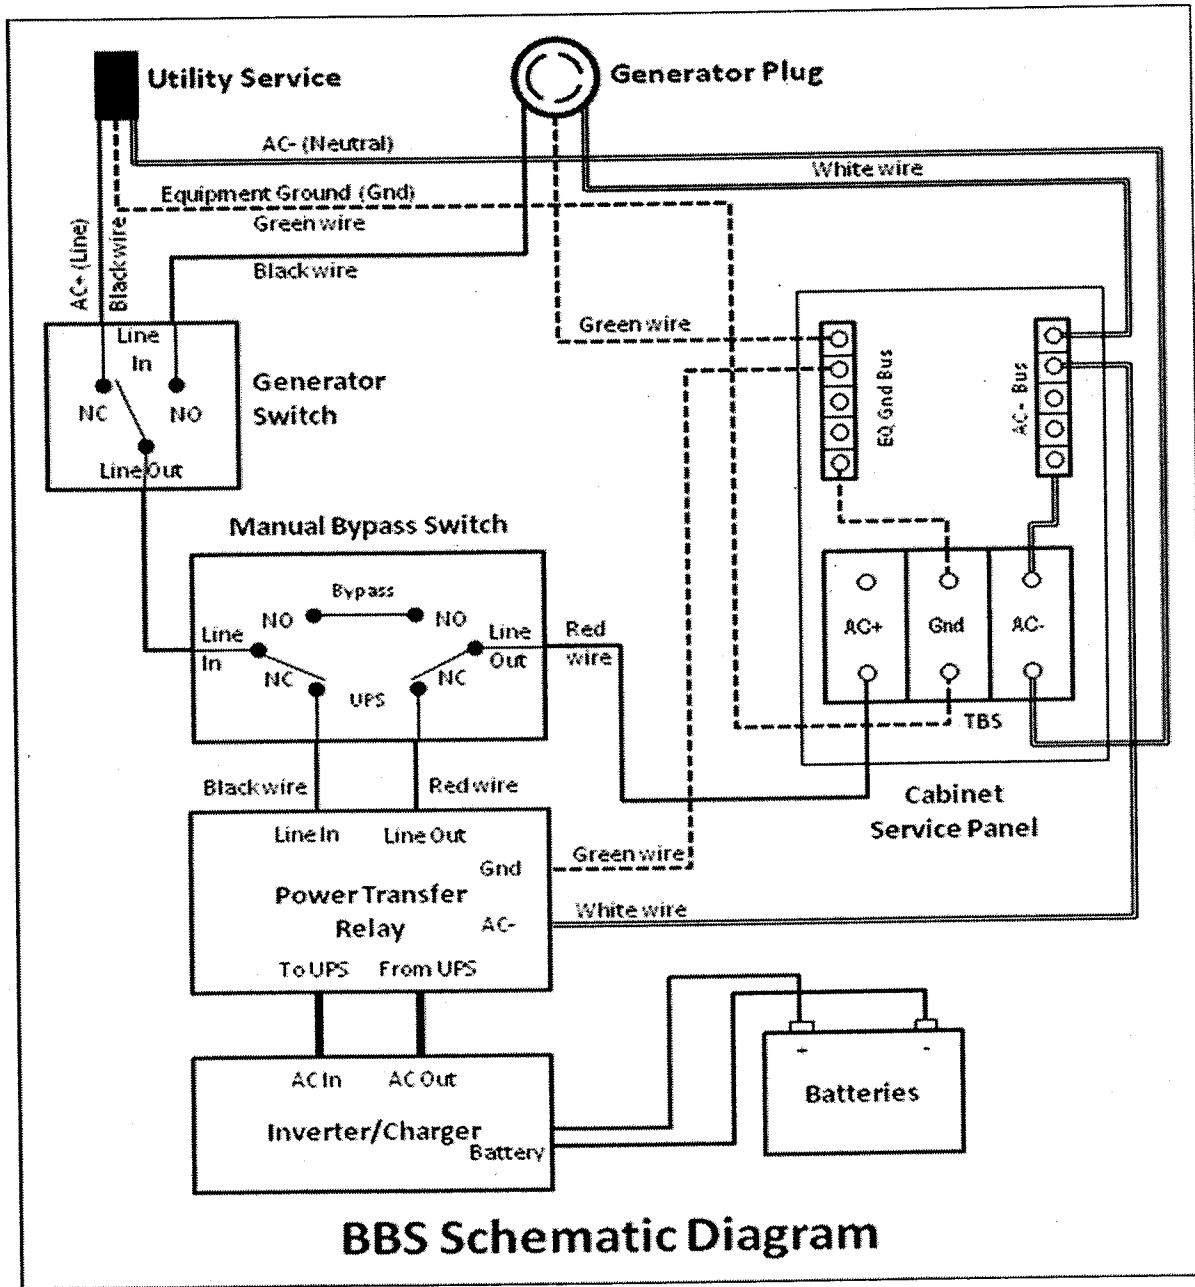 Utility Service
Generator Plug
AC- (Neutral)
White wire
Equipment Ground (Gnd)
Green wire
AC+ (Line)
Black wire
Black wire
Green wire
Line
In
NC
NO
Line Out
Generator
Switch
EQ Gnd Bus
AC- Bus
Manual Bypass Switch
Bypass
NO
NO
Line
In
Line
Out
NC
NC
UPS
Red
wire
AC+
Gnd
AC-
TBS
Cabinet
Service Panel
Black wire
Red wire
Line In
Line Out
Gnd
Green wire
Power Transfer
Relay
AC-
White wire
To UPS
From UPS
AC In
AC Out
Inverter/Charger
Battery
+
-
Batteries
BBS Schematic Diagram